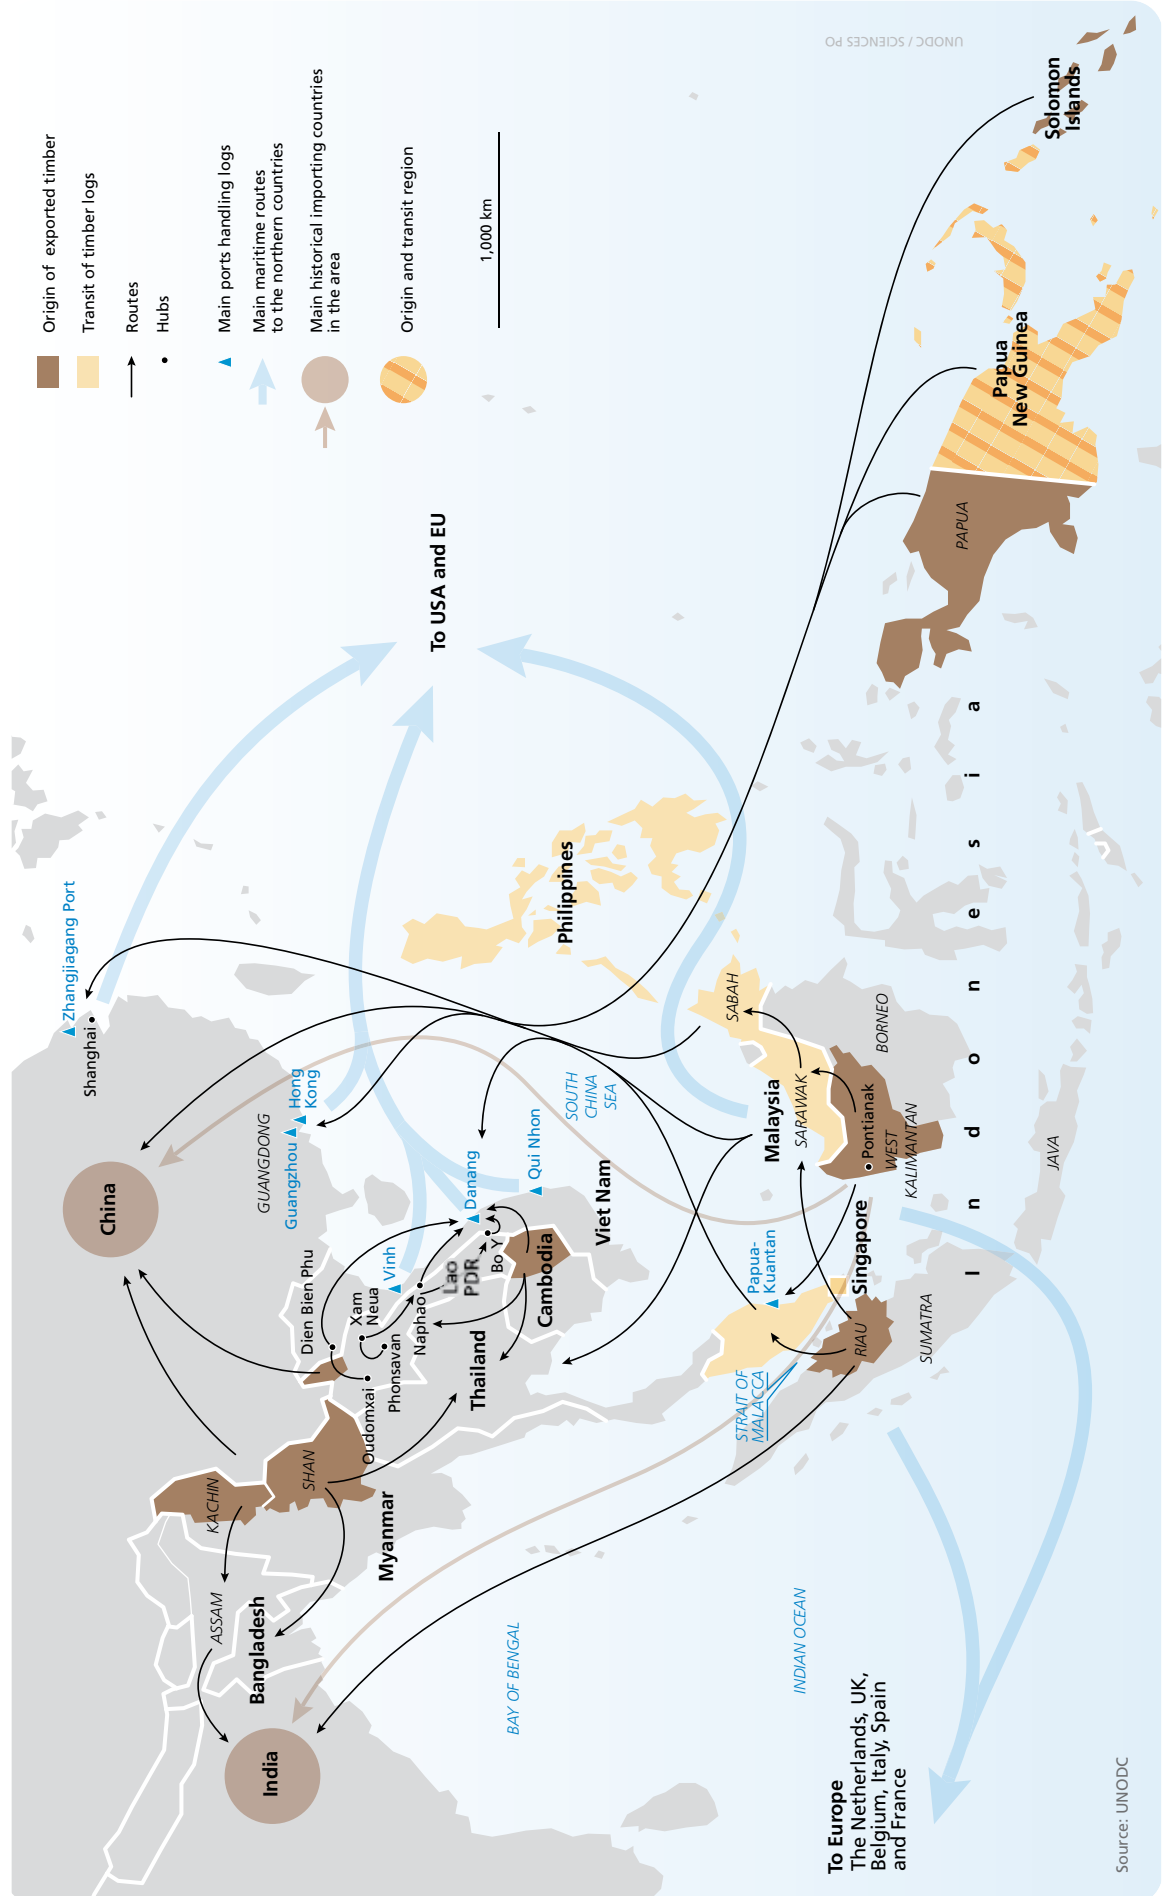 Origin of exported timber
Transit of timber logs
Routes
Hubs
Main ports handling logs
Main maritime routes
to the northern countries
Main historical importing countries
in the area
Origin and transit region
1,000 km
UNODC / SCIENCES PO
To USA and EU
China
Zhangjiagang Port
Shanghai
GUANGDONG
Guangzhou
Hong
Kong
Dien Bien Phu
Xam
Neua
Vinh
Oudomxai
Phonsavan
Naphao
Lao
PDR
Bo Y
Danang
Qui Nhon
Viet Nam
Cambodia
Thailand
KACHIN
SHAN
Myanmar
ASSAM
Bangladesh
India
BAY OF BENGAL
INDIAN OCEAN
SOUTH
CHINA
SEA
Philippines
SABAH
Malaysia
SARAWAK
BORNEO
Pontianak
WEST
KALIMANTAN
Papua-
Kuantan
Singapore
STRAIT OF
MALACCA
RIAU
SUMATRA
JAVA
Indonesia
PAPUA
Papua
New Guinea
Solomon
Islands
To Europe
The Netherlands, UK,
Belgium, Italy, Spain
and France
Source: UNODC